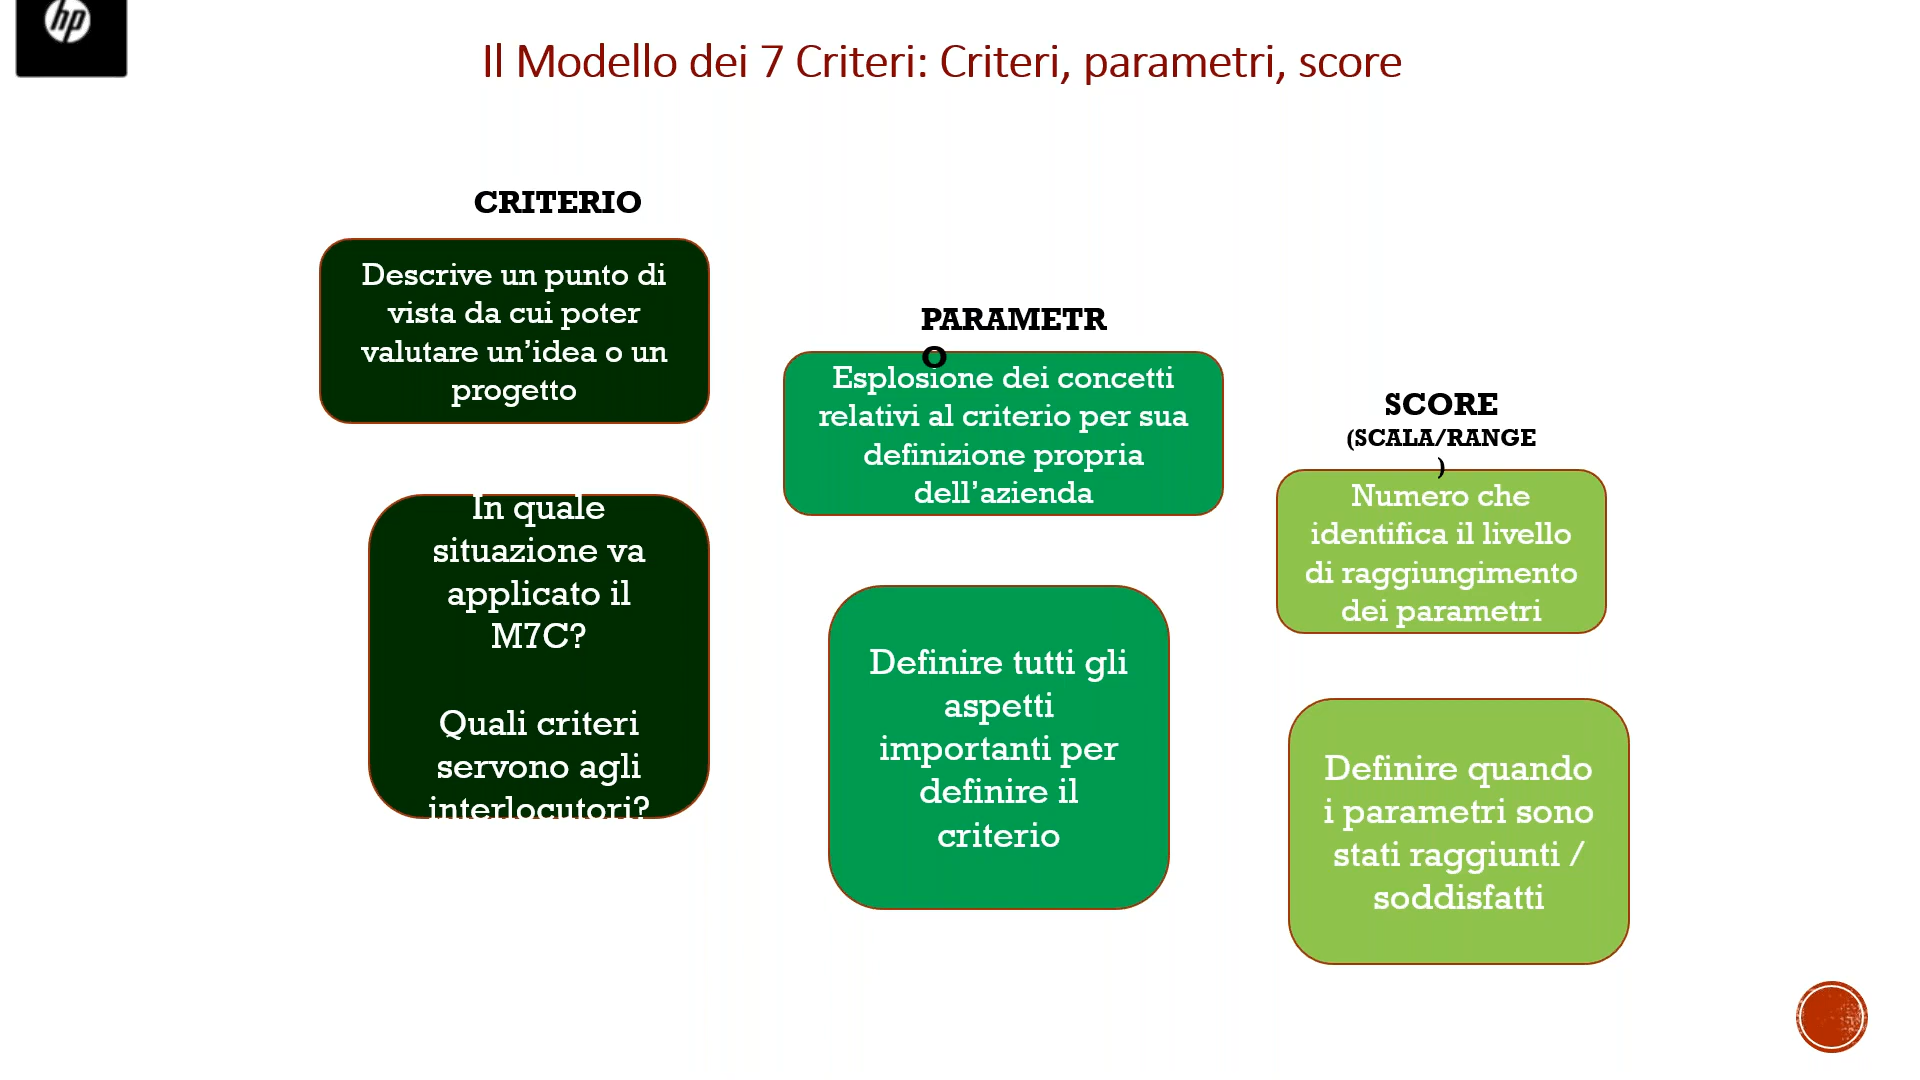 hp
Il Modello dei 7 Criteri: Criteri, parametri, score
CRITERIO
Descrive un punto di
vista da cui poter
valutare un’idea o un
progetto
In quale
situazione va
applicato il
M7C?
Quali criteri
servono agli
interlocutori?
PARAMETR
O
Esplosione dei concetti
relativi al criterio per sua
definizione propria
dell’azienda
Definire tutti gli
aspetti
importanti per
definire il
criterio
SCORE
(SCALA/RANGE
)
Numero che
identifica il livello
di raggiungimento
dei parametri
Definire quando
i parametri sono
stati raggiunti /
soddisfatti